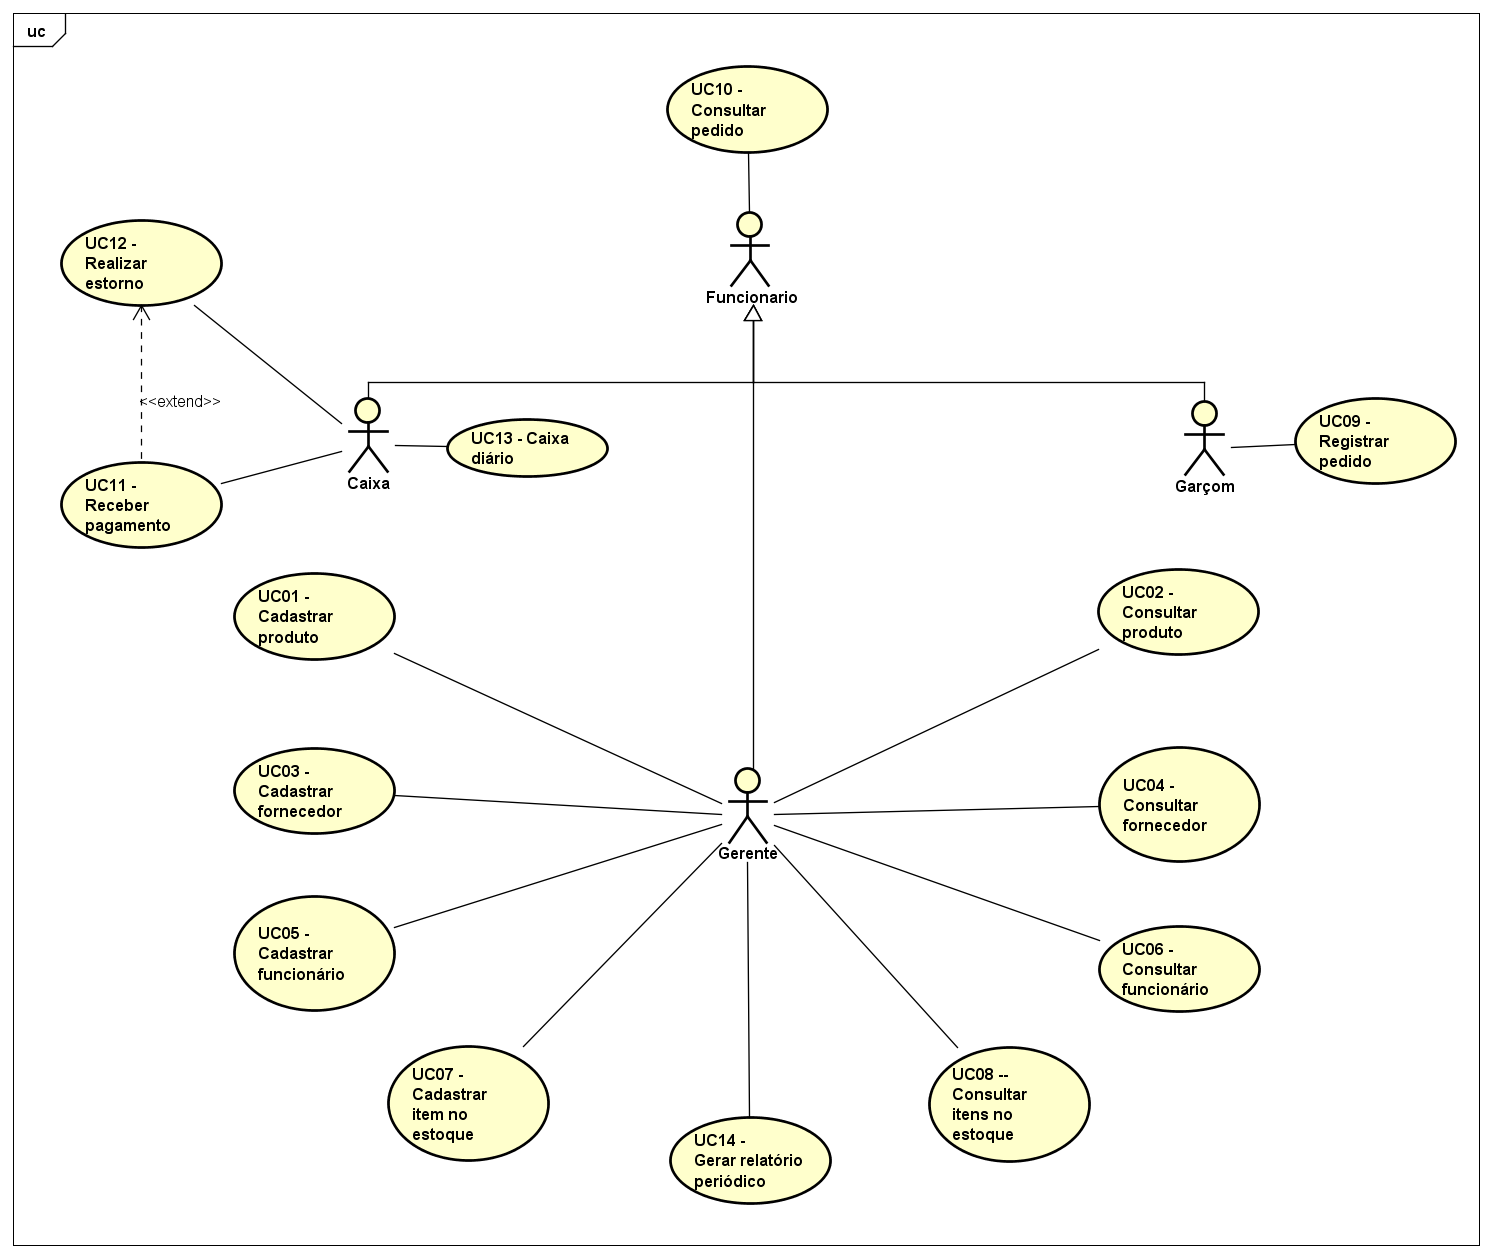 uc
UC10 -
Consultar
pedido
Funcionario
UC12 -
Realizar
estorno
<<extend>>
UC11 -
Receber
pagamento
Caixa
UC13 - Caixa
diário
Garçom
UC09 -
Registrar
pedido
UC01 -
Cadastrar
produto
UC02 -
Consultar
produto
UC03 -
Cadastrar
fornecedor
UC04 -
Consultar
fornecedor
Gerente
UC05 -
Cadastrar
funcionário
UC06 -
Consultar
funcionário
UC07 -
Cadastrar
item no
estoque
UC14 -
Gerar relatório
periódico
UC08 --
Consultar
itens no
estoque